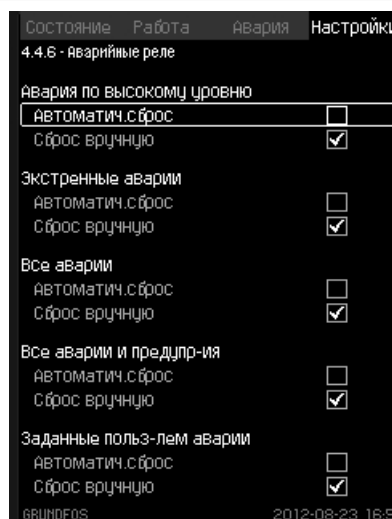 Состояние Работа Авария Настройки
4.4.6 - Аварийные реле
Авария по высокому уровню
Автоматич.сброс
Сброс вручную
Экстренные аварии
Автоматич.сброс
Сброс вручную
Все аварии
Автоматич.сброс
Сброс вручную
Все аварии и предупр-ия
Автоматич.сброс
Сброс вручную
Заданные польз-лем аварии
Автоматич.сброс
Сброс вручную
GRUNDFOS 2012-08-23